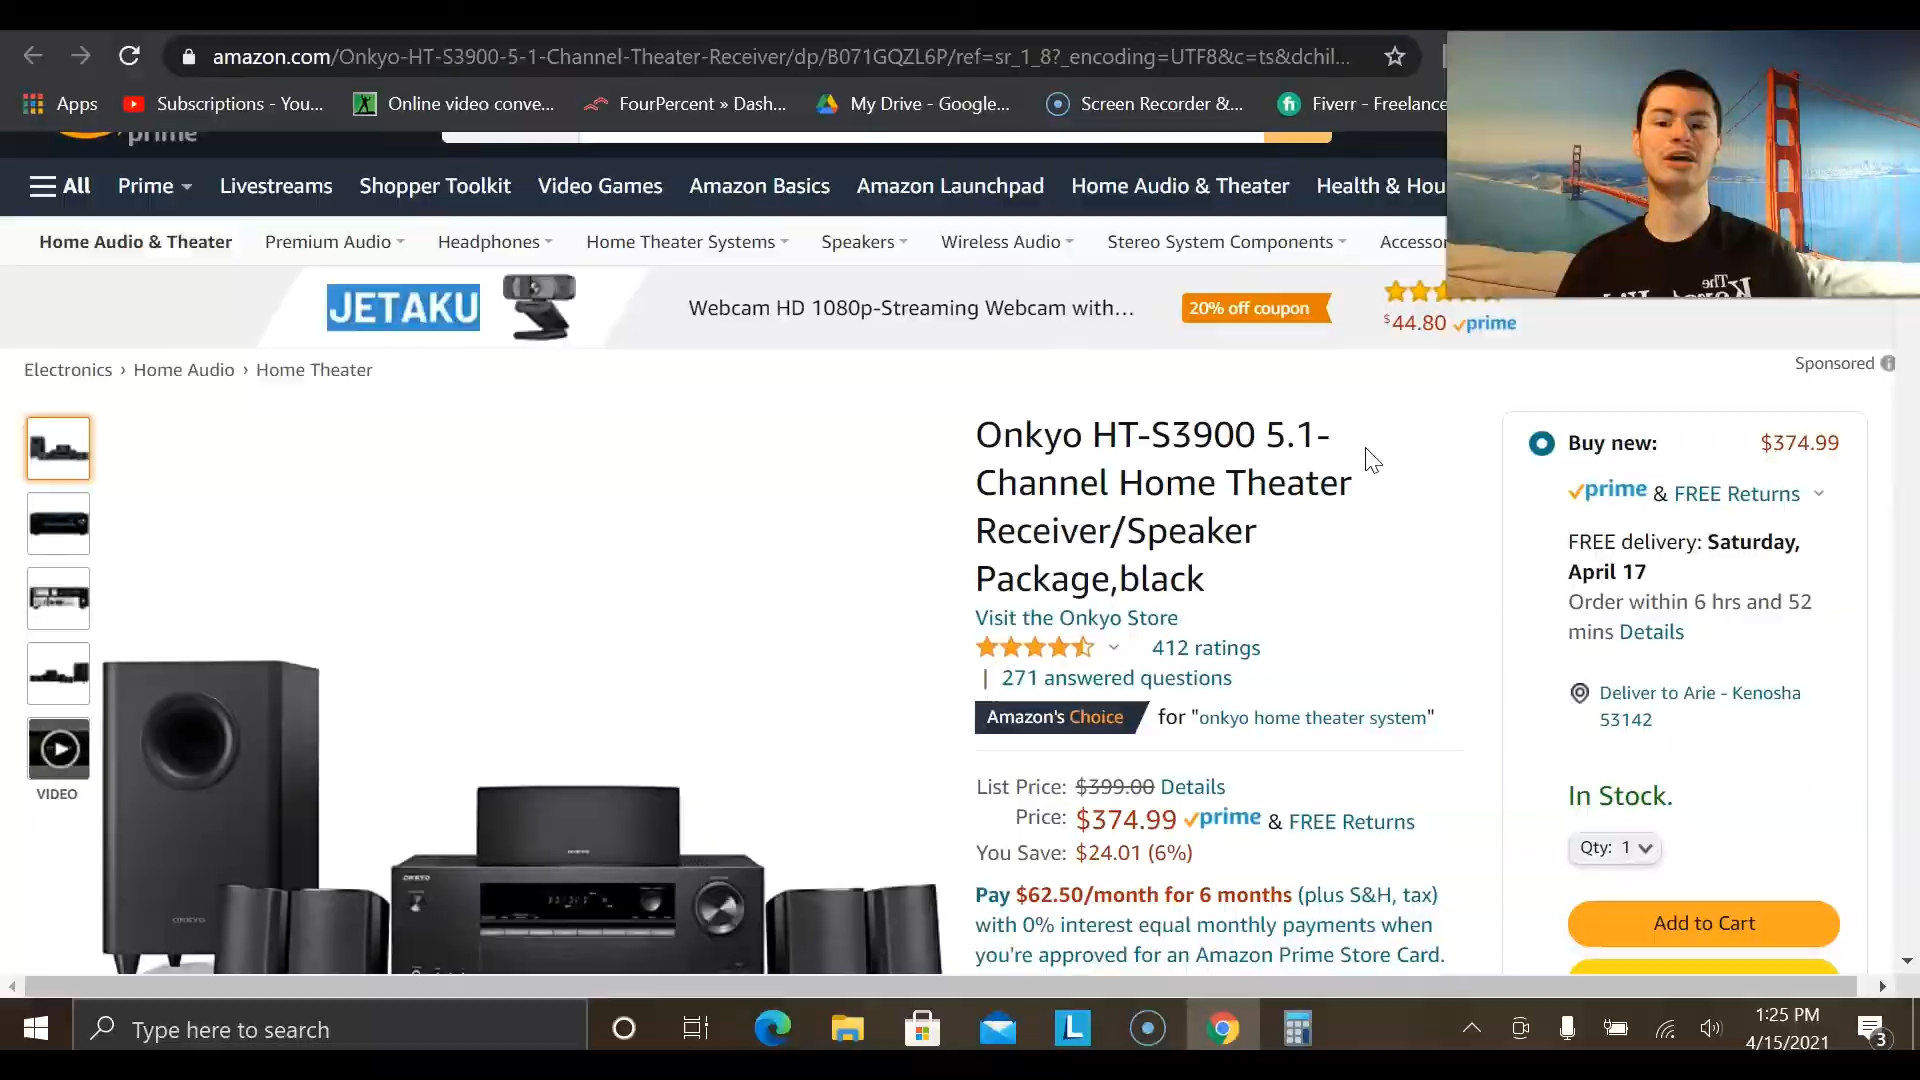 amazon.com/Onkyo-HT-S3900-5-1-Channel-Theater-Receiver/dp/B071GQZL6P/ref=sr_1_8?_encoding=UTF8&c=ts&dchil...
Apps
Subscriptions - You...
Online video conve...
FourPercent » Dash...
My Drive - Google...
Screen Recorder &...
Fiverr - Freelance
prime
All
Prime
Livestreams
Shopper Toolkit
Video Games
Amazon Basics
Amazon Launchpad
Home Audio & Theater
Health & Hou
Home Audio & Theater
Premium Audio
Headphones
Home Theater Systems
Speakers
Wireless Audio
Stereo System Components
Accessor
The
JETAKU
Webcam HD 1080p-Streaming Webcam with...
20% off coupon
$44.80 prime
Electronics › Home Audio › Home Theater
Sponsored
Onkyo HT-S3900 5.1-
Channel Home Theater
Receiver/Speaker
Package,black
Visit the Onkyo Store
412 ratings
| 271 answered questions
Amazon's Choice for "onkyo home theater system"
List Price: $399.00 Details
Price: $374.99 prime & FREE Returns
You Save: $24.01 (6%)
Pay $62.50/month for 6 months (plus S&H, tax)
with 0% interest equal monthly payments when
you're approved for an Amazon Prime Store Card.
Buy new: $374.99
prime & FREE Returns
FREE delivery: Saturday,
April 17
Order within 6 hrs and 52
mins Details
Deliver to Arie - Kenosha
53142
In Stock.
Qty: 1
Add to Cart
VIDEO
ONKYO
ONKYO
ONKYO
Type here to search
L
1:25 PM
4/15/2021
3